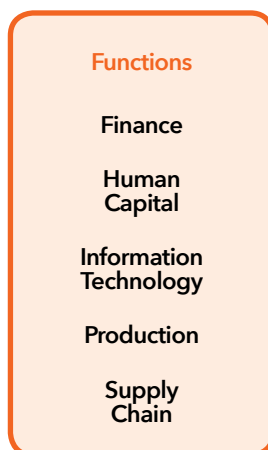 Functions
Finance
Human
Capital
Information
Technology
Production
Supply
Chain